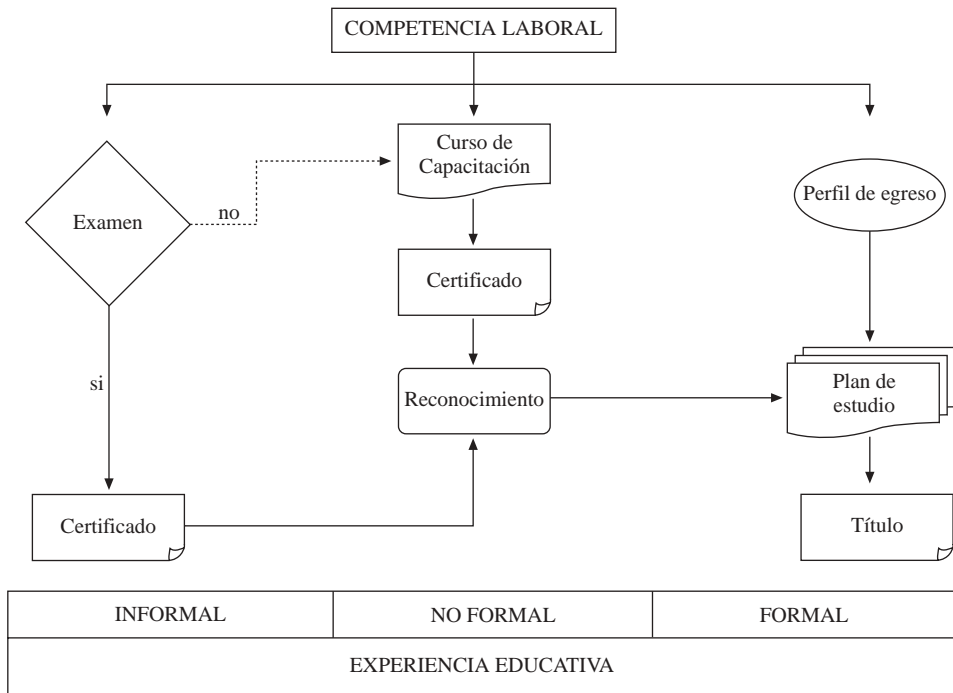 COMPETENCIA LABORAL
Curso de
Capacitación
Perfil de egreso
Examen
no
Certificado
si
Reconocimiento
Plan de
estudio
Certificado
Título
INFORMAL
NO FORMAL
FORMAL
EXPERIENCIA EDUCATIVA